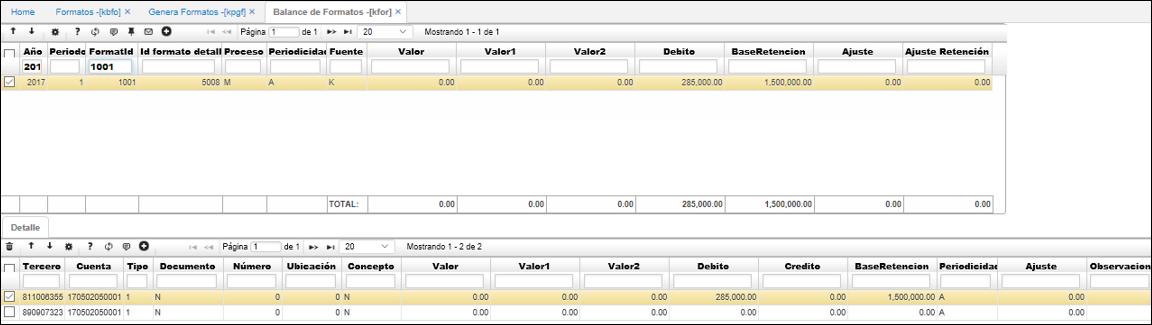 Home Formatos -[kbfo] × Genera Formatos -[kpgf] × Balance de Formatos -[kfor] ×
Página 1 de 1 20 Mostrando 1 - 1 de 1
Año Periodo FormatId Id formato detall Proceso Periodicidad Fuente Valor Valor1 Valor2 Debito BaseRetencion Ajuste Ajuste Retención
201 1001
2017 1 1001 5008 M A K 0.00 0.00 0.00 285,000.00 1,500,000.00 0.00 0.00
TOTAL: 0.00 0.00 0.00 285,000.00 1,500,000.00 0.00 0.00
Detalle
Página 1 de 1 20 Mostrando 1 - 2 de 2
Tercero Cuenta Tipo Documento Número Ubicación Concepto Valor Valor1 Valor2 Debito Credito BaseRetencion Periodicidad Ajuste Observacion
811006355 170502050001 1 N 0 0 N 0.00 0.00 0.00 285,000.00 0.00 1,500,000.00 A 0.00
890907323 170502050001 1 N 0 0 N 0.00 0.00 0.00 0.00 0.00 0.00 A 0.00